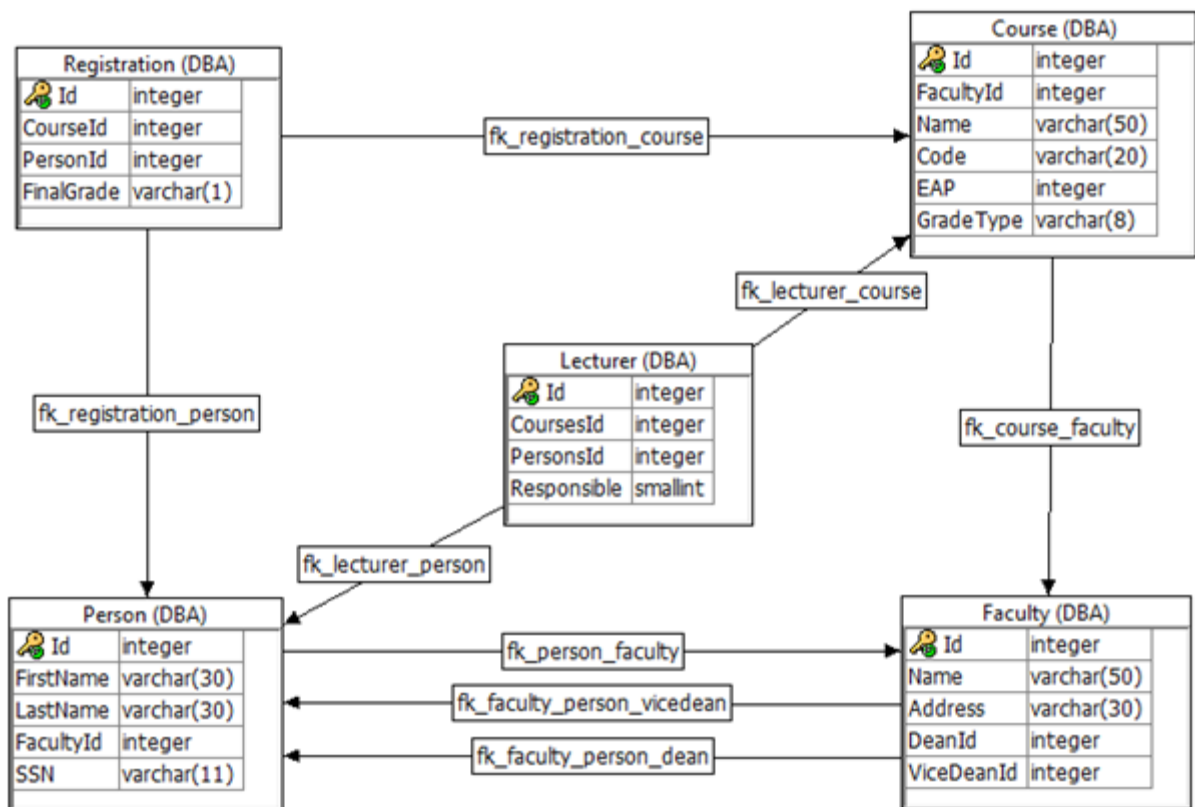 Registration (DBA)
Id integer
CourseId integer
PersonId integer
FinalGrade varchar(1)
fk_registration_course
Course (DBA)
Id integer
FacultyId integer
Name varchar(50)
Code varchar(20)
EAP integer
GradeType varchar(8)
fk_lecturer_course
Lecturer (DBA)
Id integer
CoursesId integer
PersonsId integer
Responsible smallint
fk_registration_person
fk_course_faculty
fk_lecturer_person
Person (DBA)
Id integer
FirstName varchar(30)
LastName varchar(30)
FacultyId integer
SSN varchar(11)
fk_person_faculty
fk_faculty_person_vicedean
fk_faculty_person_dean
Faculty (DBA)
Id integer
Name varchar(50)
Address varchar(30)
DeanId integer
ViceDeanId integer